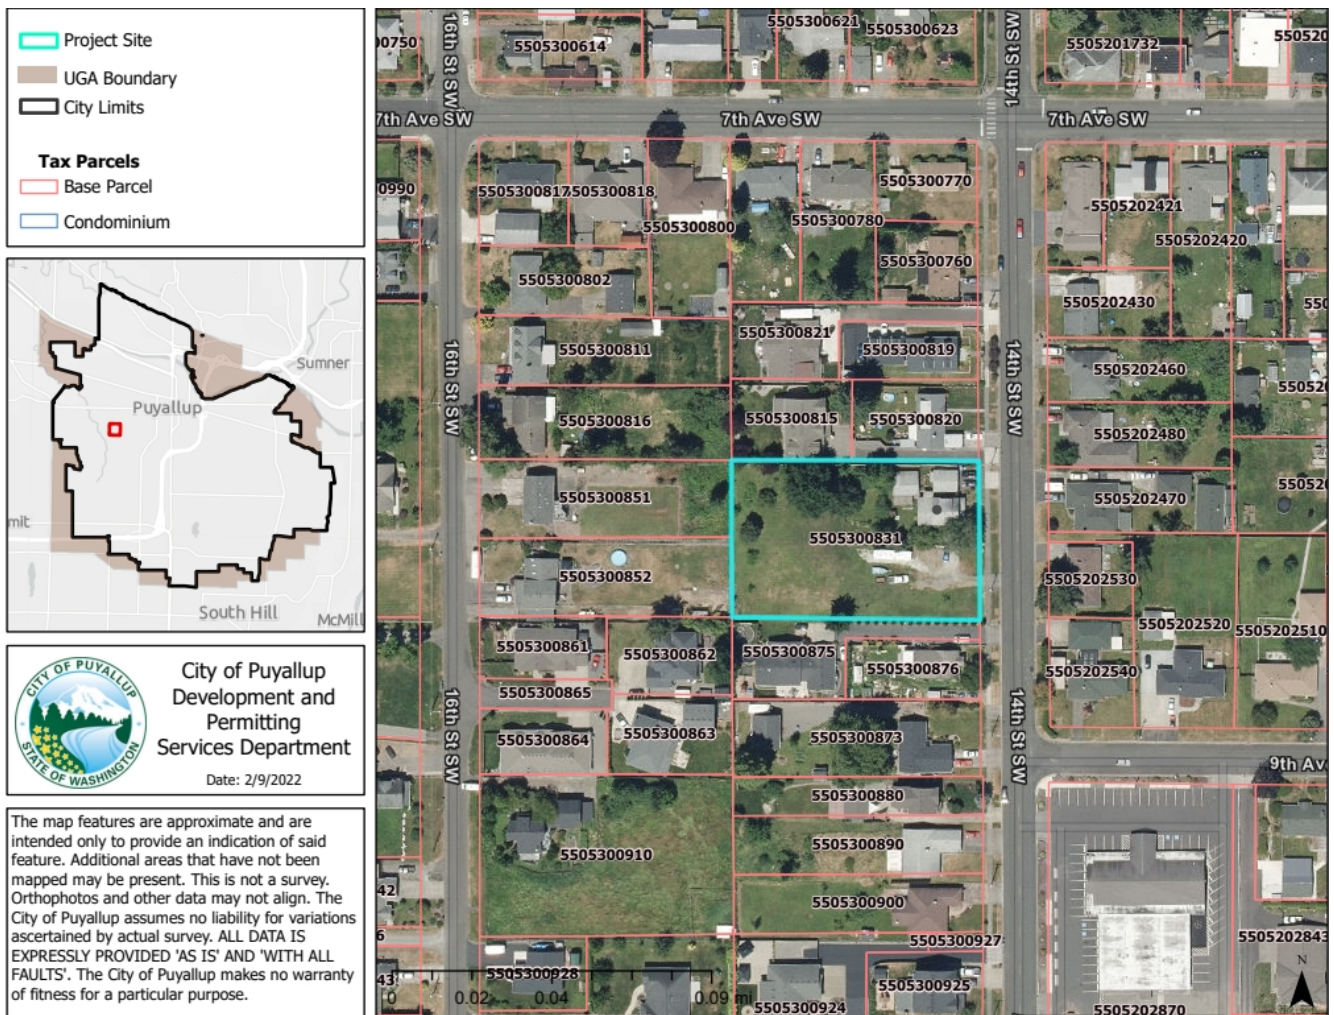 Project Site
UGA Boundary
City Limits
Tax Parcels
Base Parcel
Condominium
Sumner
Puyallup
mit
South Hill
McMill
CITY OF PUYALLUP
STATE OF WASHINGTON
City of Puyallup
Development and
Permitting
Services Department
Date: 2/9/2022
The map features are approximate and are
intended only to provide an indication of said
feature. Additional areas that have not been
mapped may be present. This is not a survey.
Orthophotos and other data may not align. The
City of Puyallup assumes no liability for variations
ascertained by actual survey. ALL DATA IS
EXPRESSLY PROVIDED 'AS IS' AND 'WITH ALL
FAULTS'. The City of Puyallup makes no warranty
of fitness for a particular purpose.
00750
16th St SW
5505300614
5505300621
5505300623
14th St SW
5505201732
550520
7th Ave SW
7th Ave SW
7th Ave SW
0990
5505300817
5505300818
5505300800
5505300780
5505300770
5505300760
5505202421
5505202420
5505300802
5505202430
550
5505300811
5505300821
5505300819
16th St SW
14th St SW
5505202460
55052
5505300816
5505300815
5505300820
5505202480
5505300851
5505202470
55052
5505300831
5505300852
5505202530
5505202520
5505202510
5505300861
5505300862
5505300875
5505300876
5505202540
5505300865
16th St SW
14th St SW
5505300864
5505300863
5505300873
9th Av
5505300880
5505300910
5505300890
42
5505300900
6
5505300927
5505202843
43
5505300928
5505300924
5505300925
5505202870
0
0.02
0.04
0.09 mi
N